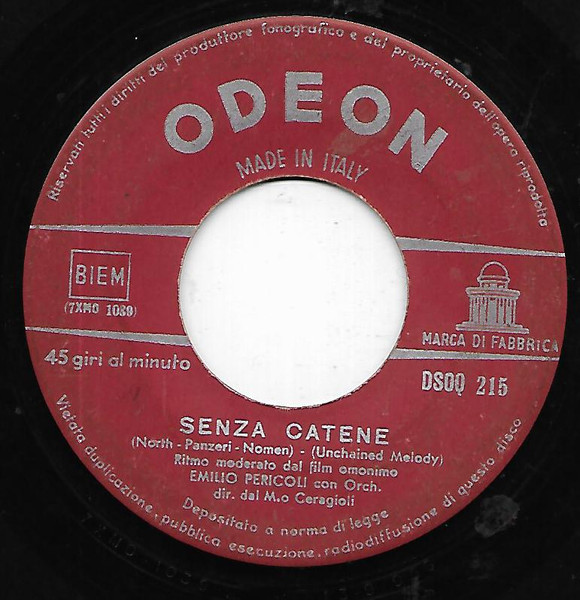 Riservati tutti i diritti del produttore fonografico e del proprietario dell'opera riprodotta
ODEON
MADE IN ITALY
BIEM
(7XMO 1089)
MARCA DI FABBRICA
45 giri al minuto
DSOQ 215
SENZA CATENE
(North - Panzeri - Nomen) - (Unchained Melody)
Ritmo moderato dal film omonimo
EMILIO PERICOLI con Orch.
dir. dal M.o Ceragioli
Depositato a norma di legge
Vietata duplicazione, pubblica esecuzione, radiodiffusione di questo disco